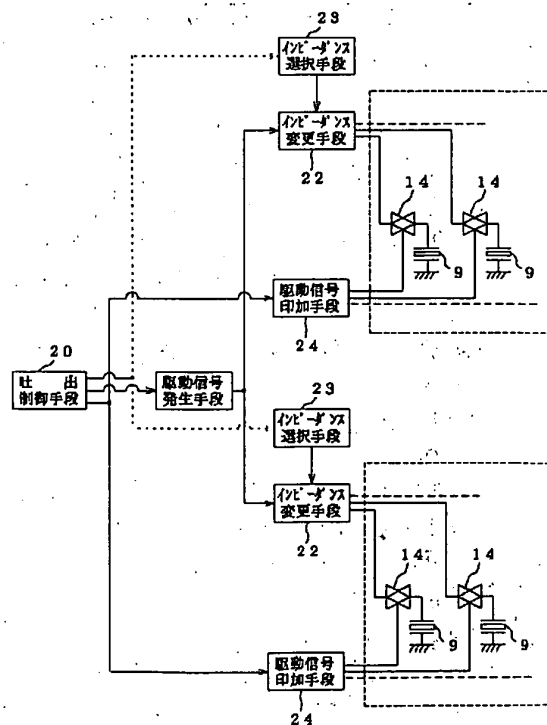 23
インピーダンス
選択手段
インピーダンス
変更手段
22
14
14
9
9
駆動信号
印加手段
24
20
吐出
制御手段
駆動信号
発生手段
23
インピーダンス
選択手段
インピーダンス
変更手段
22
14
14
9
9
駆動信号
印加手段
24